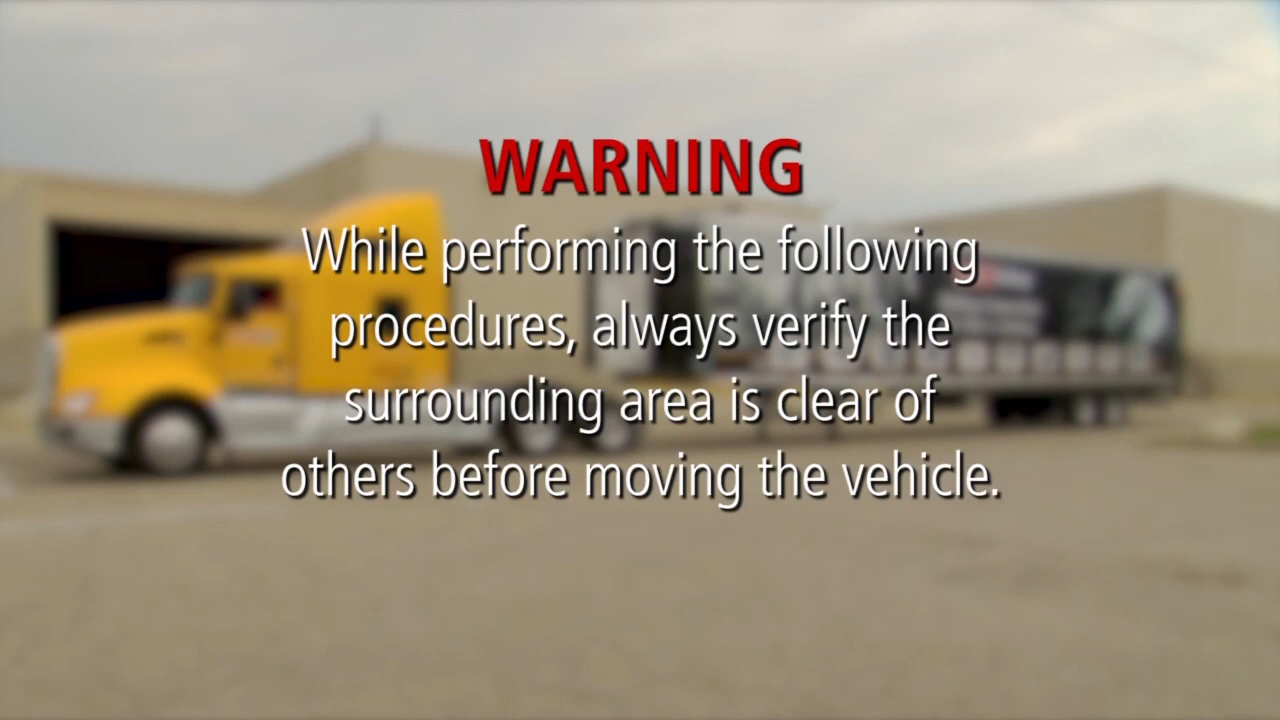 WARNING
While performing the following
procedures, always verify the
surrounding area is clear of
others before moving the vehicle.